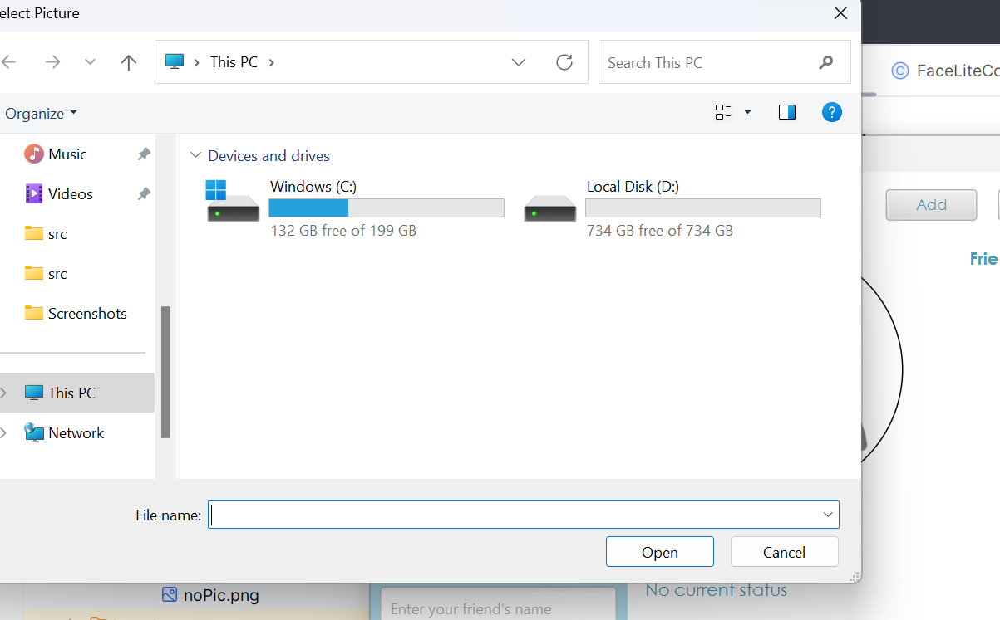 elect Picture
This PC
Search This PC
FaceLiteCo
Organize
Music
Videos
src
src
Screenshots
This PC
Network
Devices and drives
Windows (C:)
132 GB free of 199 GB
Local Disk (D:)
734 GB free of 734 GB
Add
Frie
File name:
Open
Cancel
noPic.png
Enter your friend's name
No current status